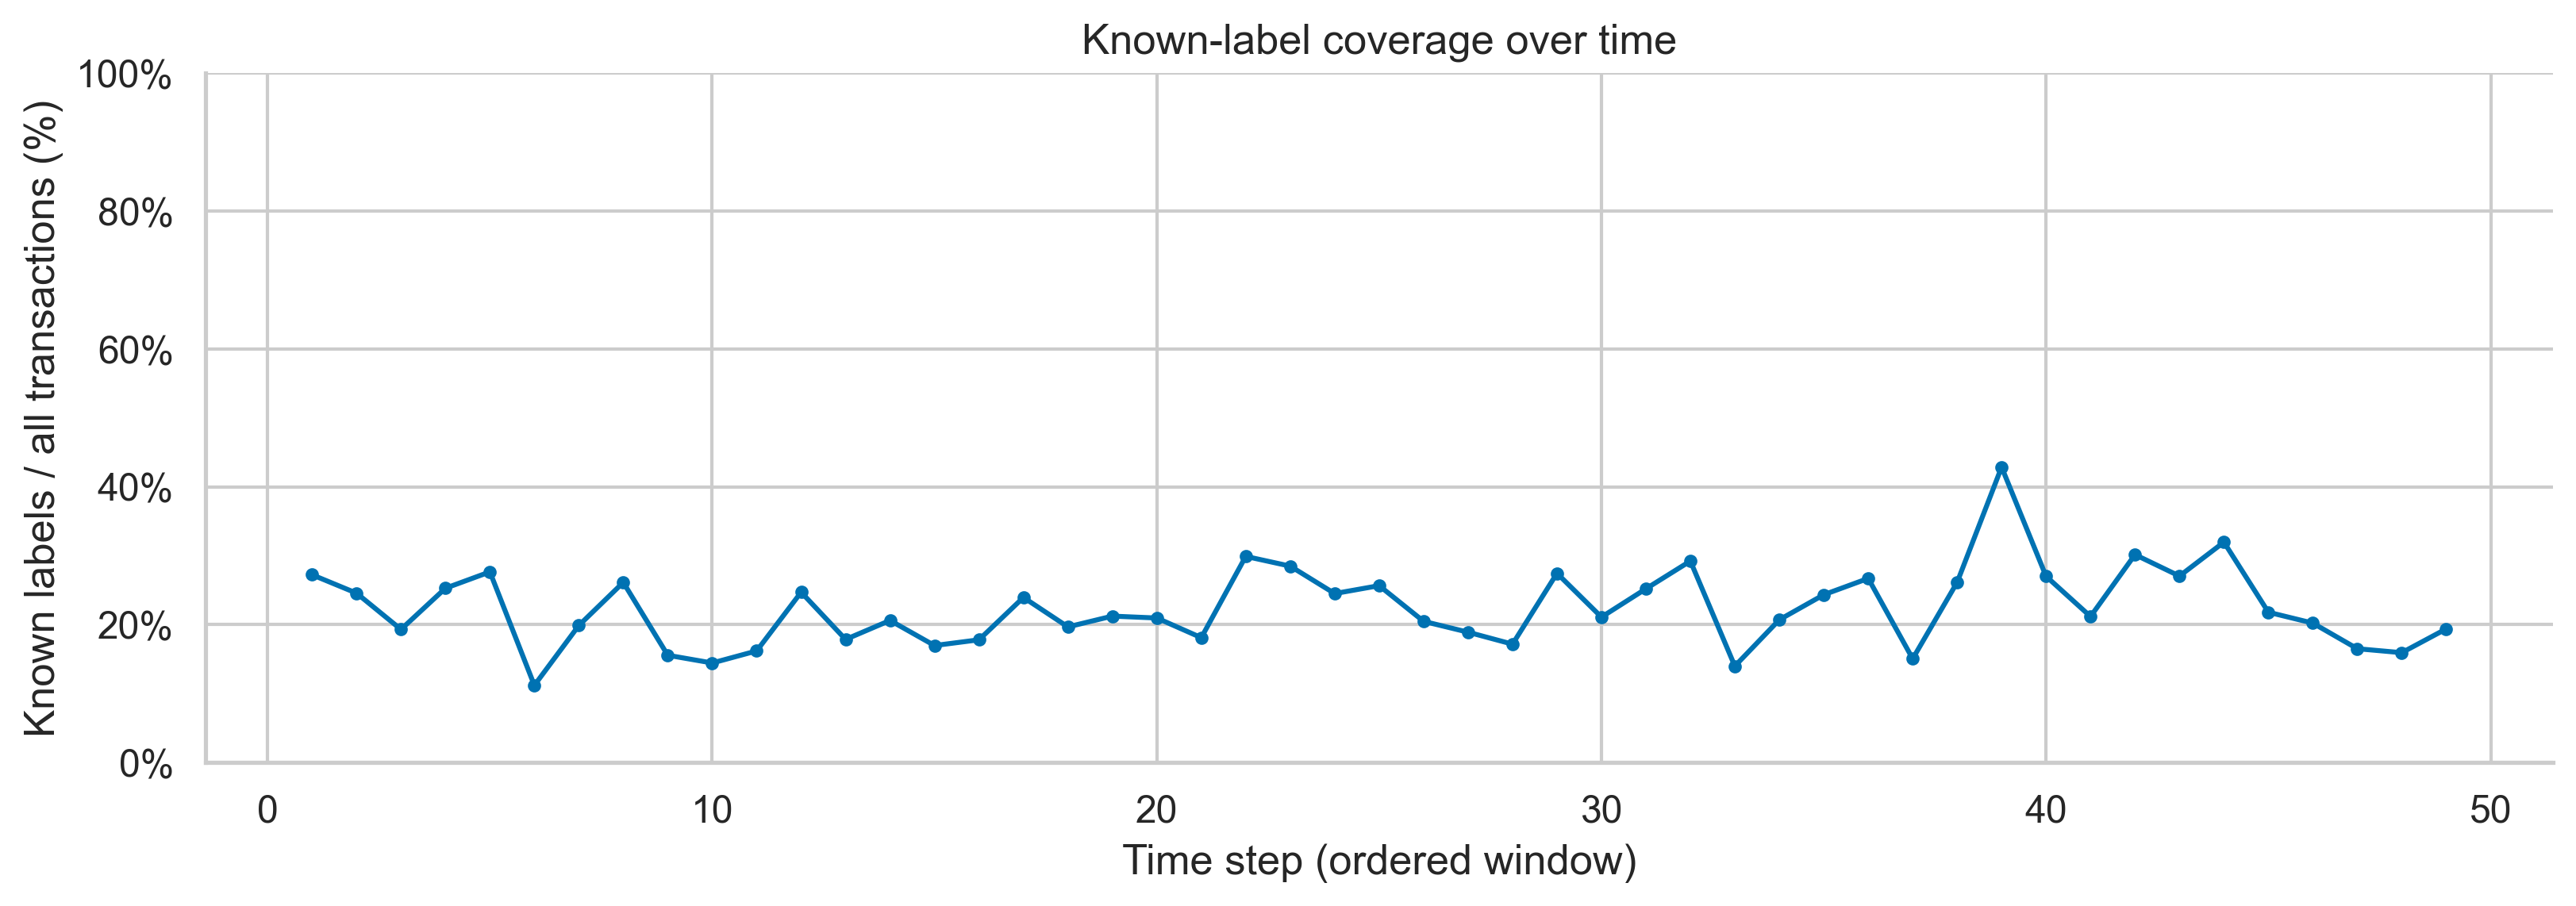 Known-label coverage over time
Known labels / all transactions (%)
100%
80%
60%
40%
20%
0%
0 10 20 30 40 50
Time step (ordered window)